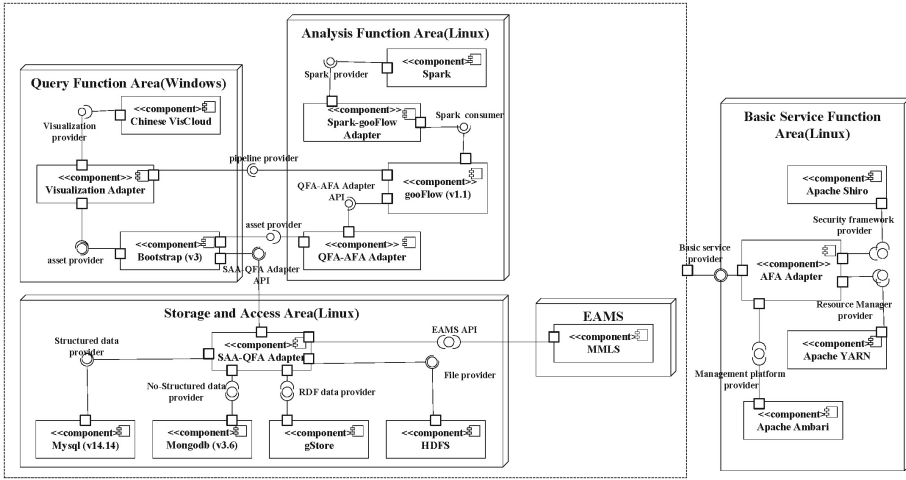 Analysis Function Area(Linux)
<<component>>
Spark
Spark provider
<<component>>
Spark-gooFlow
Adapter
Spark consumer
<<component>>
gooFlow (v1.1)
QFA-AFA Adapter
API
<<component>>
QFA-AFA Adapter
Query Function Area(Windows)
<<component>>
Chinese VisCloud
Visualization
provider
<<component>>
Visualization Adapter
pipeline provider
asset provider
<<component>>
Bootstrap (v3)
asset provider
SAA-QFA Adapter
API
Storage and Access Area(Linux)
<<component>>
SAA-QFA Adapter
Structured data
provider
No-Structured data
provider
RDF data provider
File provider
EAMS API
<<component>>
Mysql (v14.14)
<<component>>
Mongodb (v3.6)
<<component>>
gStore
<<component>>
HDFS
EAMS
<<component>>
MMLS
Basic service
provider
Basic Service Function
Area(Linux)
<<component>>
Apache Shiro
Security framework
provider
<<component>>
AFA Adapter
Resource Manager
provider
<<component>>
Apache YARN
Management platform
provider
<<component>>
Apache Ambari